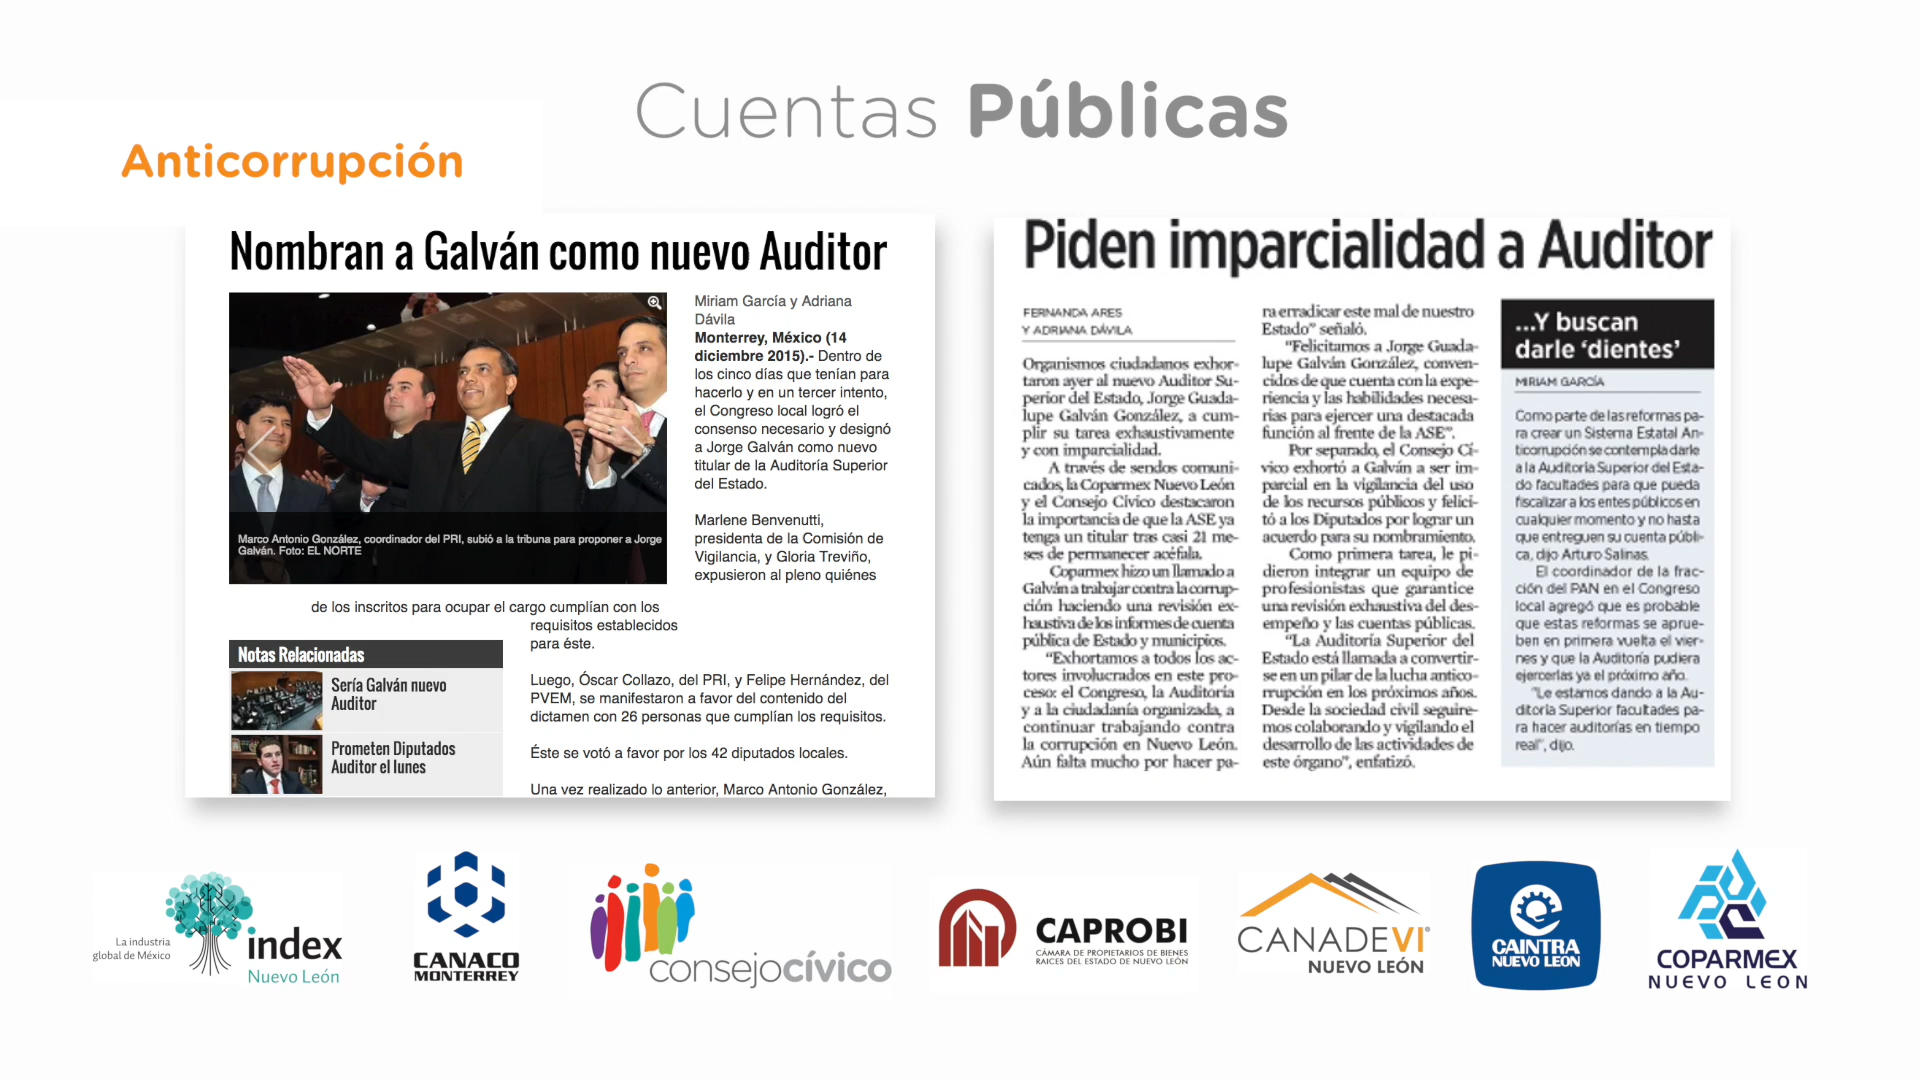 Cuentas Públicas
Anticorrupción
Nombran a Galván como nuevo Auditor
Miriam García y Adriana
Dávila
Monterrey, México (14
diciembre 2015).- Dentro de
los cinco días que tenían para
hacerlo y en un tercer intento,
el Congreso local logró el
consenso necesario y designó
a Jorge Galván como nuevo
titular de la Auditoría Superior
del Estado.
Marlene Benvenutti,
presidenta de la Comisión de
Vigilancia, y Gloria Treviño,
expusieron al pleno quiénes
Marco Antonio González, coordinador del PRI, subió a la tribuna para proponer a Jorge
Galván. Foto: EL NORTE
de los inscritos para ocupar el cargo cumplían con los
requisitos establecidos
para éste.
Luego, Óscar Collazo, del PRI, y Felipe Hernández, del
PVEM, se manifestaron a favor del contenido del
dictamen con 26 personas que cumplían los requisitos.
Éste se votó a favor por los 42 diputados locales.
Una vez realizado lo anterior, Marco Antonio González,
Notas Relacionadas
Sería Galván nuevo
Auditor
Prometen Diputados
Auditor el lunes
Piden imparcialidad a Auditor
FERNANDA ARES
Y ADRIANA DÁVILA
Organismos ciudadanos exhor-
taron ayer al nuevo Auditor Su-
perior del Estado, Jorge Guada-
lupe Galván González, a cum-
plir su tarea exhaustivamente
y con imparcialidad.
A través de sendos comuni-
cados, la Coparmex Nuevo León
y el Consejo Cívico destacaron
la importancia de que la ASE ya
tenga un titular tras casi 21 me-
ses de permanecer acéfala.
Coparmex hizo un llamado a
Galván a trabajar contra la corrup-
ción haciendo una revisión ex-
haustiva de los informes de cuenta
pública de Estado y municipios.
"Exhortamos a todos los ac-
tores involucrados en este pro-
ceso: el Congreso, la Auditoría
y a la ciudadanía organizada, a
continuar trabajando contra
la corrupción en Nuevo León.
Aún falta mucho por hacer pa-
ra erradicar este mal de nuestro
Estado" señaló.
"Felicitamos a Jorge Guada-
lupe Galván González, conven-
cidos de que cuenta con la expe-
riencia y las habilidades necesa-
rias para ejercer una destacada
función al frente de la ASE".
Por separado, el Consejo Cí-
vico exhortó a Galván a ser im-
parcial en la vigilancia del uso
de los recursos públicos y felici-
tó a los Diputados por lograr un
acuerdo para su nombramiento.
Como primera tarea, le pi-
dieron integrar un equipo de
profesionistas que garantice
una revisión exhaustiva del des-
empeño y las cuentas públicas.
"La Auditoría Superior del
Estado está llamada a convertir-
se en un pilar de la lucha antico-
rrupción en los próximos años.
Desde la sociedad civil seguire-
mos colaborando y vigilando el
desarrollo de las actividades de
este órgano", enfatizó.
...Y buscan
darle 'dientes'
MIRIAM GARCÍA
Como parte de las reformas pa-
ra crear un Sistema Estatal An-
ticorrupción se contempla darle
a la Auditoría Superior del Esta-
do facultades para que pueda
fiscalizar a los entes públicos en
cualquier momento y no hasta
que entreguen su cuenta públi-
ca, dijo Arturo Salinas.
El coordinador de la frac-
ción del PAN en el Congreso
local agregó que es probable
que estas reformas se aprue-
ben en primera vuelta el vier-
nes y que la Auditoría pudiera
ejercerlas ya el próximo año.
"Le estamos dando a la Au-
ditoría Superior facultades pa-
ra hacer auditorías en tiempo
real", dijo.
La industria
global de México
index
Nuevo León
CANACO
MONTERREY
consejocívico
CAPROBI
CÁMARA DE PROPIETARIOS DE BIENES
RAICES DEL ESTADO DE NUEVO LEÓN
CANADEVI®
NUEVO LEÓN
CAINTRA
NUEVO LEÓN
COPARMEX
NUEVO LEON